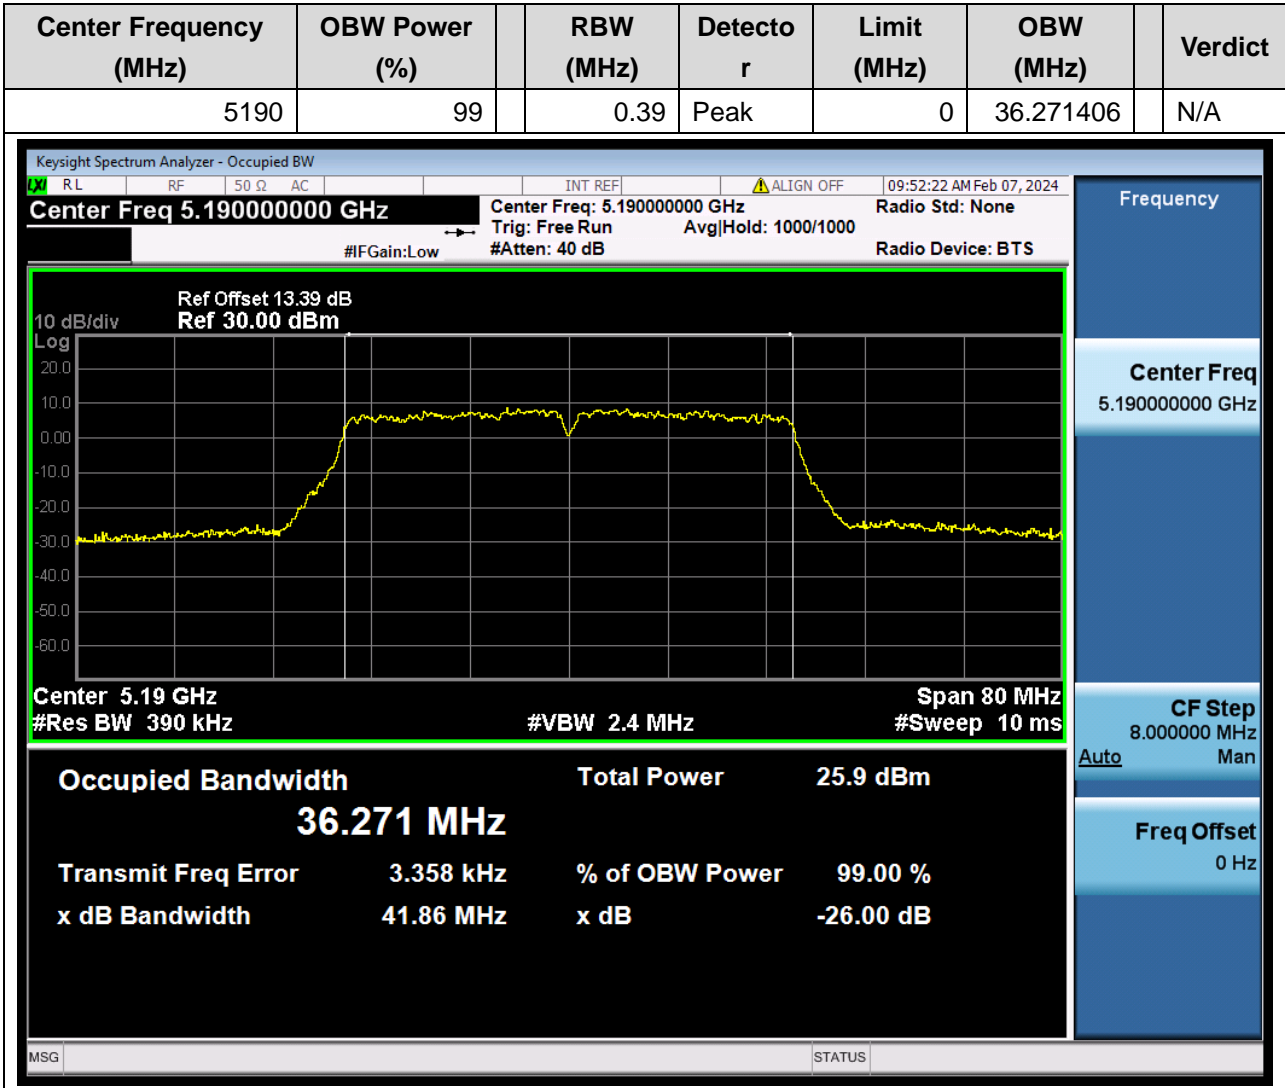 Center Frequency (MHz) OBW Power (%) RBW (MHz) Detecto r Limit (MHz) OBW (MHz) Verdict
5190 99 0.39 Peak 0 36.271406 N/A
Keysight Spectrum Analyzer - Occupied BW
LXI RL RF 50 Ω AC INT REF ALIGN OFF 09:52:22 AM Feb 07, 2024
Center Freq 5.190000000 GHz
Center Freq: 5.190000000 GHz Radio Std: None
Trig: Free Run Avg|Hold: 1000/1000
#IFGain:Low #Atten: 40 dB Radio Device: BTS
Ref Offset 13.39 dB
10 dB/div Ref 30.00 dBm
Log
20.0
10.0
0.00
-10.0
-20.0
-30.0
-40.0
-50.0
-60.0
Center 5.19 GHz Span 80 MHz
#Res BW 390 kHz #VBW 2.4 MHz #Sweep 10 ms
Occupied Bandwidth Total Power 25.9 dBm
36.271 MHz
Transmit Freq Error 3.358 kHz % of OBW Power 99.00 %
x dB Bandwidth 41.86 MHz x dB -26.00 dB
Frequency
Center Freq
5.190000000 GHz
CF Step
8.000000 MHz
Auto Man
Freq Offset
0 Hz
MSG STATUS